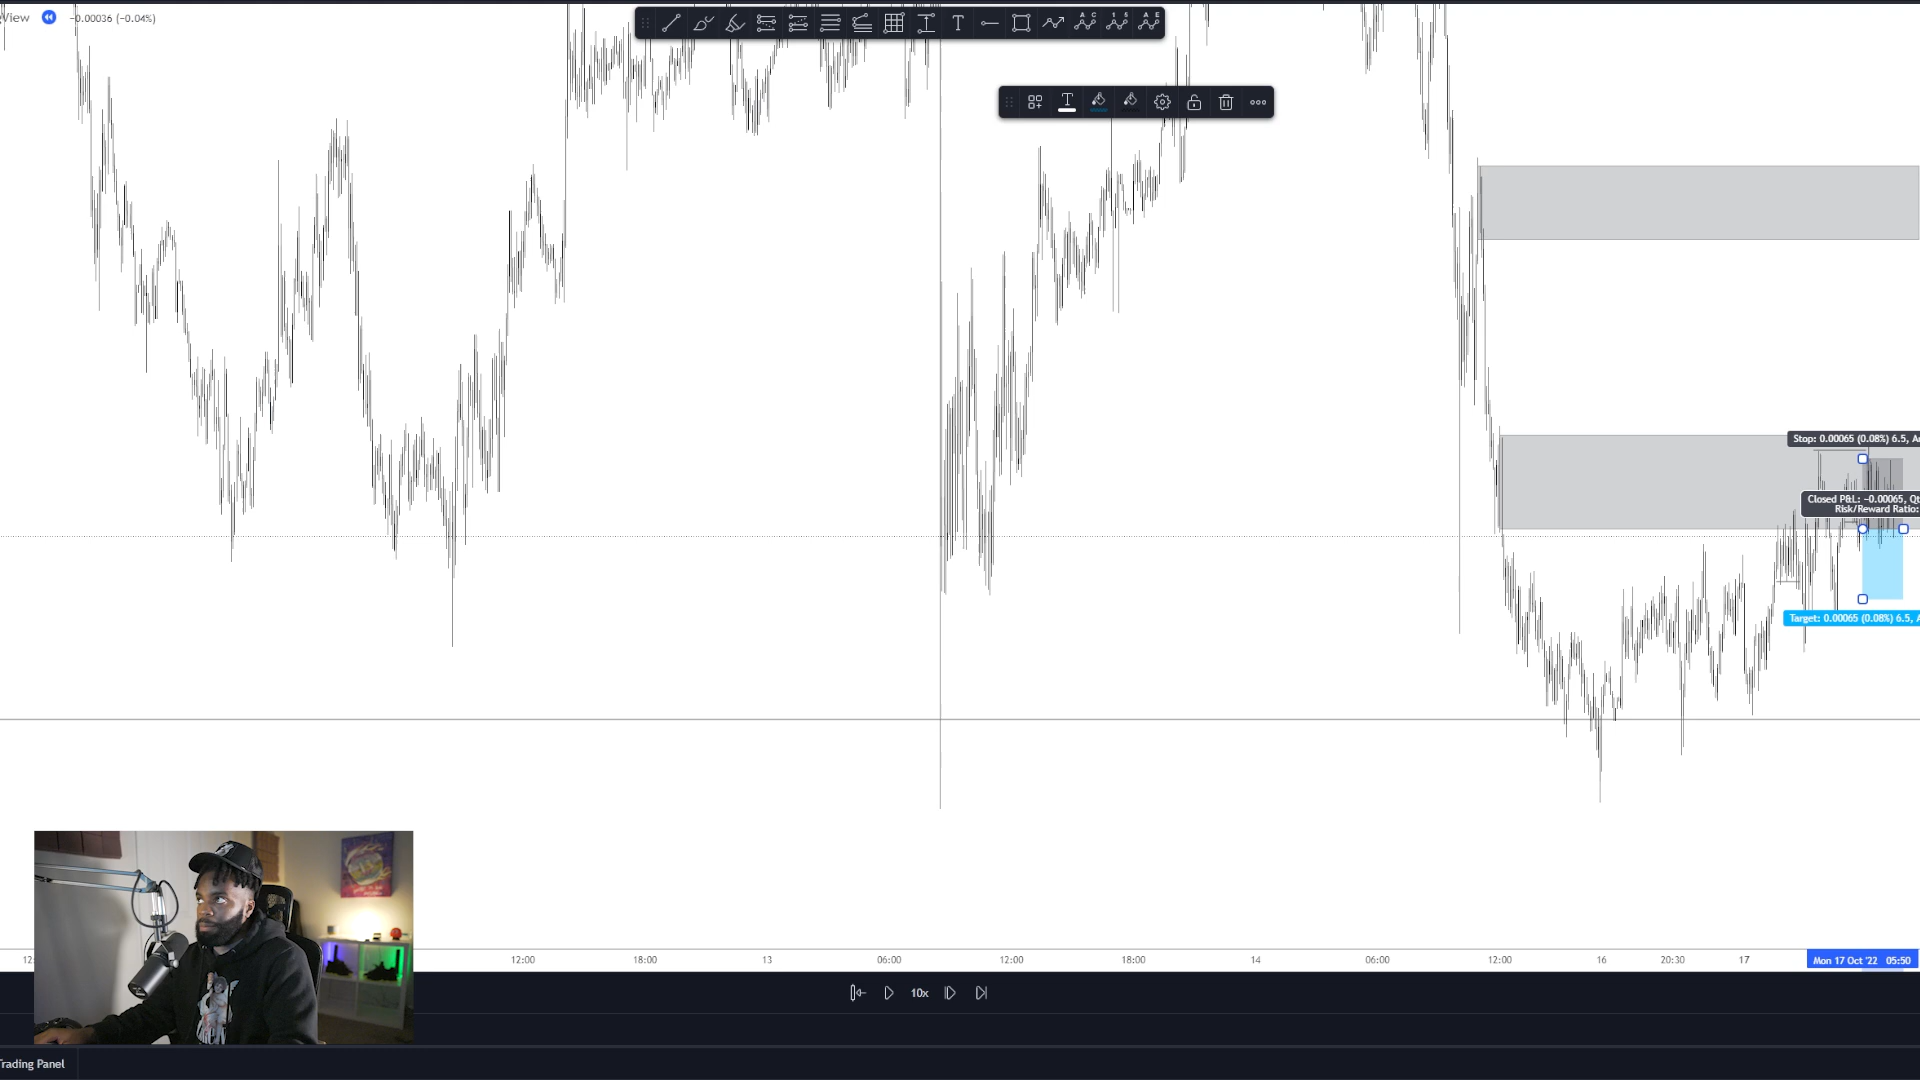 View −0.00036 (−0.04%)
Stop: 0.00065 (0.08%) 6.5, A
Closed P&L: −0.00065, Qt
Risk/Reward Ratio:
Target: 0.00065 (0.08%) 6.5, A
12: 12:00 18:00 13 06:00 12:00 18:00 14 06:00 12:00 16 20:30 17 Mon 17 Oct '22 05:50
10x
Trading Panel